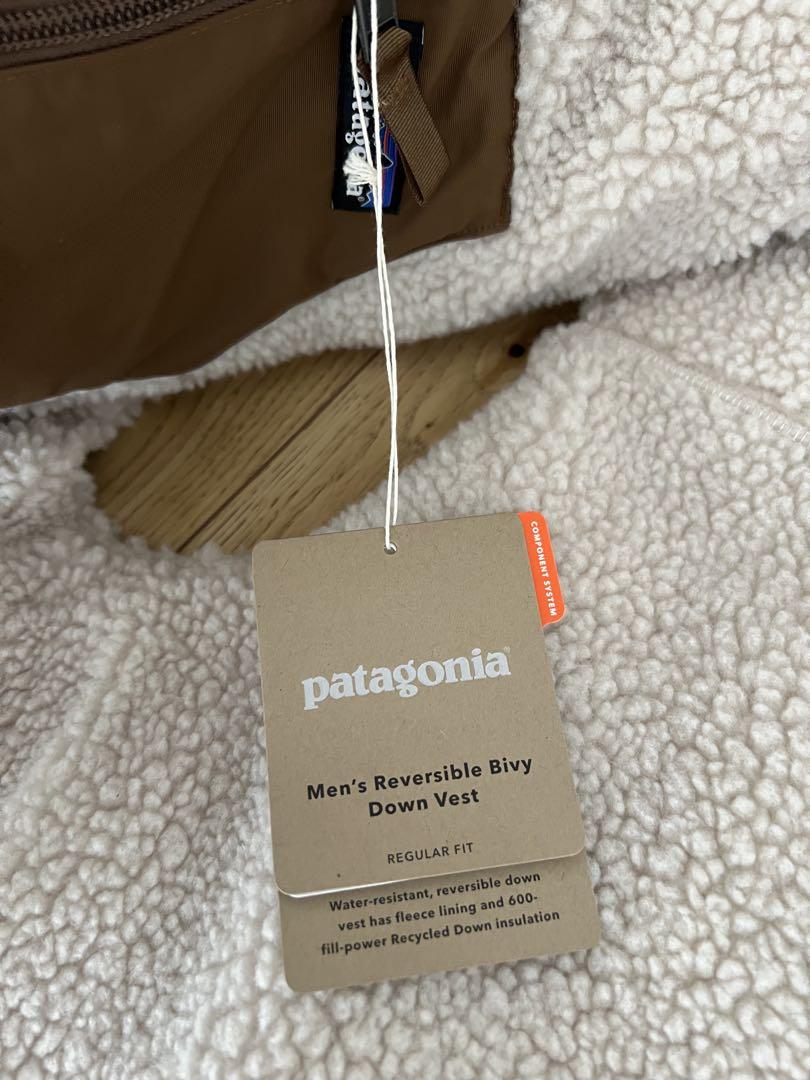 patagonia®
COMPONENT SYSTEM
patagonia®
Men's Reversible Bivy
Down Vest
REGULAR FIT
Water-resistant, reversible down
vest has fleece lining and 600-
fill-power Recycled Down insulation